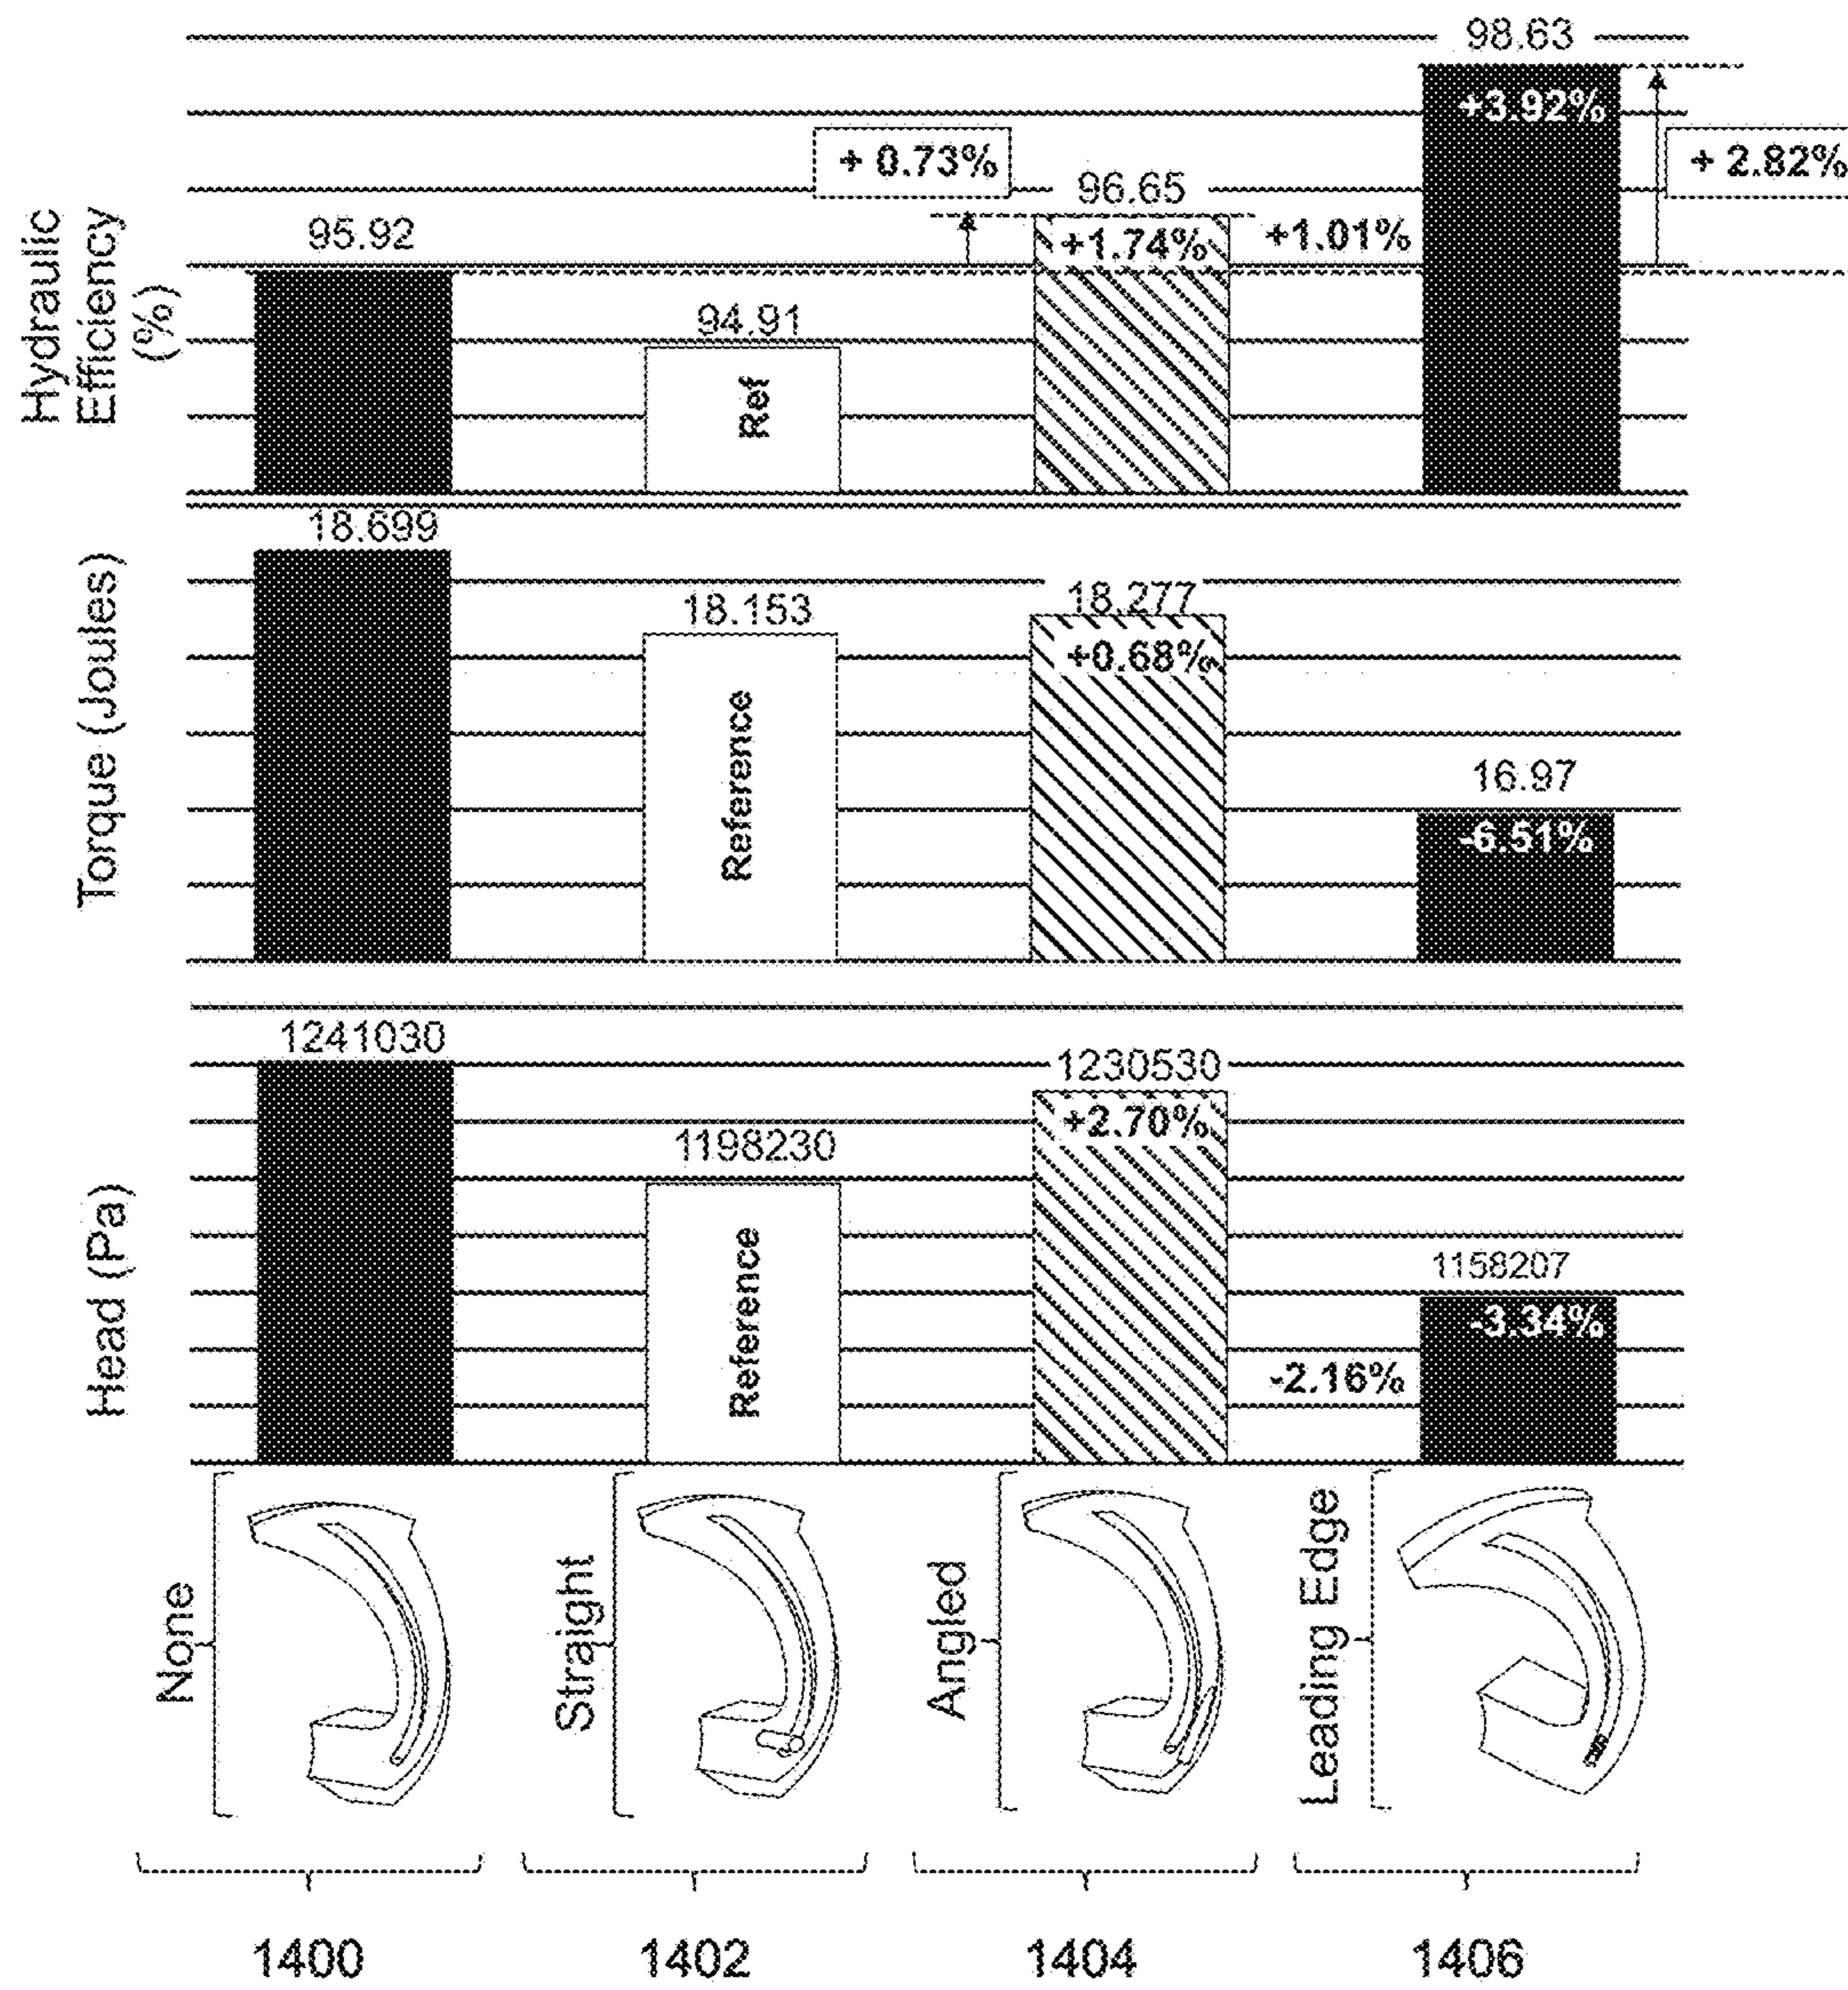 Hydraulic
Efficiency
(%)
95.92
94.91
Ref
+ 0.73%
96.65
+1.74%
+1.01%
98.63
+3.92%
+ 2.82%
Torque (Joules)
18.699
18.153
Reference
18.277
+0.68%
16.97
-6.51%
Head (Pa)
1241030
1198230
Reference
1230530
+2.70%
-2.16%
1158207
-3.34%
None
Straight
Angled
Leading Edge
1400
1402
1404
1406